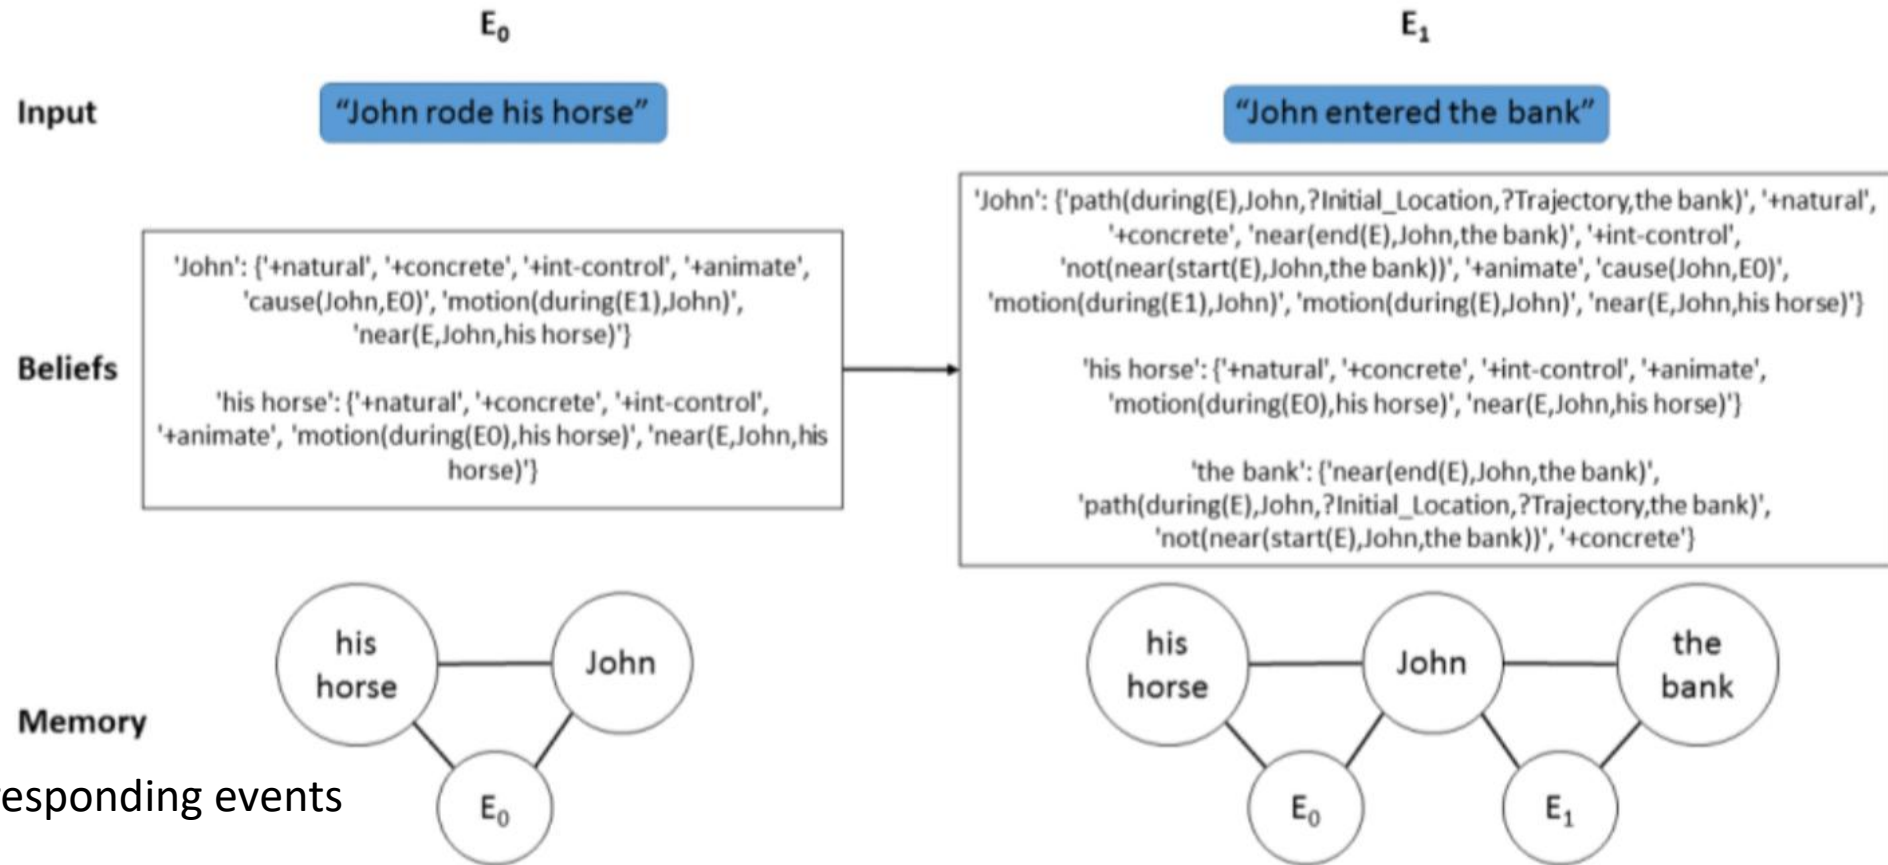 E₀
E₁
Input
“John rode his horse”
“John entered the bank”
Beliefs
'John': {'+natural', '+concrete', '+int-control', '+animate',
'cause(John,E0)', 'motion(during(E1),John)',
'near(E,John,his horse)'}
'his horse': {'+natural', '+concrete', '+int-control',
'+animate', 'motion(during(E0),his horse)', 'near(E,John,his
horse)'}
'John': {'path(during(E),John,?Initial_Location,?Trajectory,the bank)', '+natural',
'+concrete', 'near(end(E),John,the bank)', '+int-control',
'not(near(start(E),John,the bank))', '+animate', 'cause(John,E0)',
'motion(during(E1),John)', 'motion(during(E),John)', 'near(E,John,his horse)'}
'his horse': {'+natural', '+concrete', '+int-control', '+animate',
'motion(during(E0),his horse)', 'near(E,John,his horse)'}
'the bank': {'near(end(E),John,the bank)',
'path(during(E),John,?Initial_Location,?Trajectory,the bank)',
'not(near(start(E),John,the bank))', '+concrete'}
Memory
his
horse
John
E₀
his
horse
John
the
bank
E₀
E₁
responding events